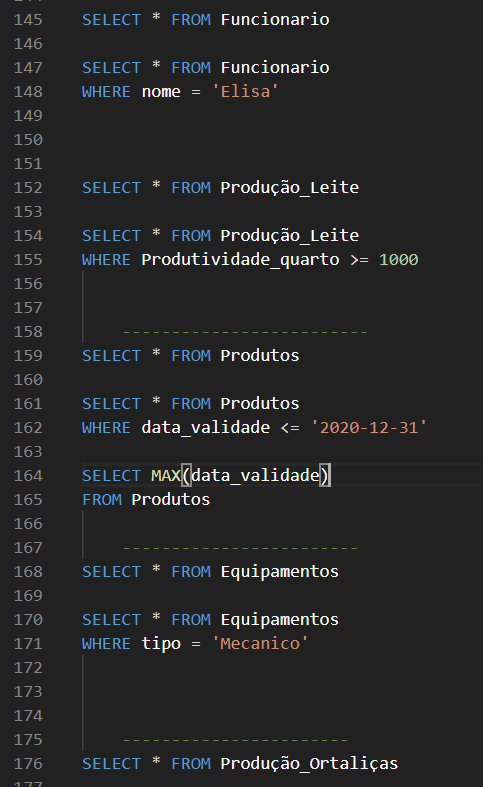 145 SELECT * FROM Funcionario
146
147 SELECT * FROM Funcionario
148 WHERE nome = 'Elisa'
149
150
151
152 SELECT * FROM Produção_Leite
153
154 SELECT * FROM Produção_Leite
155 WHERE Produtividade_quarto >= 1000
156
157
158 -------------------------
159 SELECT * FROM Produtos
160
161 SELECT * FROM Produtos
162 WHERE data_validade <= '2020-12-31'
163
164 SELECT MAX(data_validade)
165 FROM Produtos
166
167 ------------------------
168 SELECT * FROM Equipamentos
169
170 SELECT * FROM Equipamentos
171 WHERE tipo = 'Mecanico'
172
173
174
175 -----------------------
176 SELECT * FROM Produção_Ortaliças